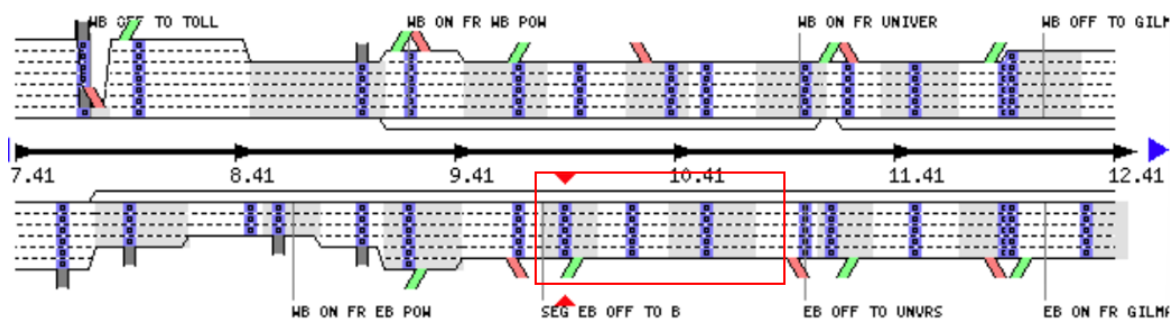 WB OFF TO TOLL
WB ON FR WB POW
WB ON FR UNIVER
WB OFF TO GILM
7.41
8.41
9.41
10.41
11.41
12.41
WB ON FR EB POW
SEG EB OFF TO B
EB OFF TO UNVRS
EB ON FR GILM